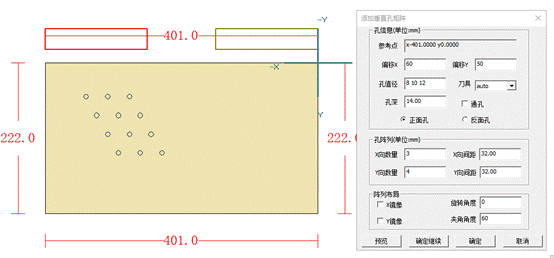 -Y
401.0
-X
222.0
Y
222.0
401.0
添加垂直孔矩阵
孔信息(单位:mm)
参考点 x-401.0000 y0.0000
偏移X 60 偏移Y 50
孔直径 8 10 12 刀具 auto
孔深 14.00 通孔
正面孔 反面孔
孔阵列(单位:mm)
X向数量 3 X向间距 32.00
Y向数量 4 Y向间距 32.00
阵列布局
X镜像 旋转角度 0
Y镜像 夹角角度 60
预览 确定继续 确定 取消